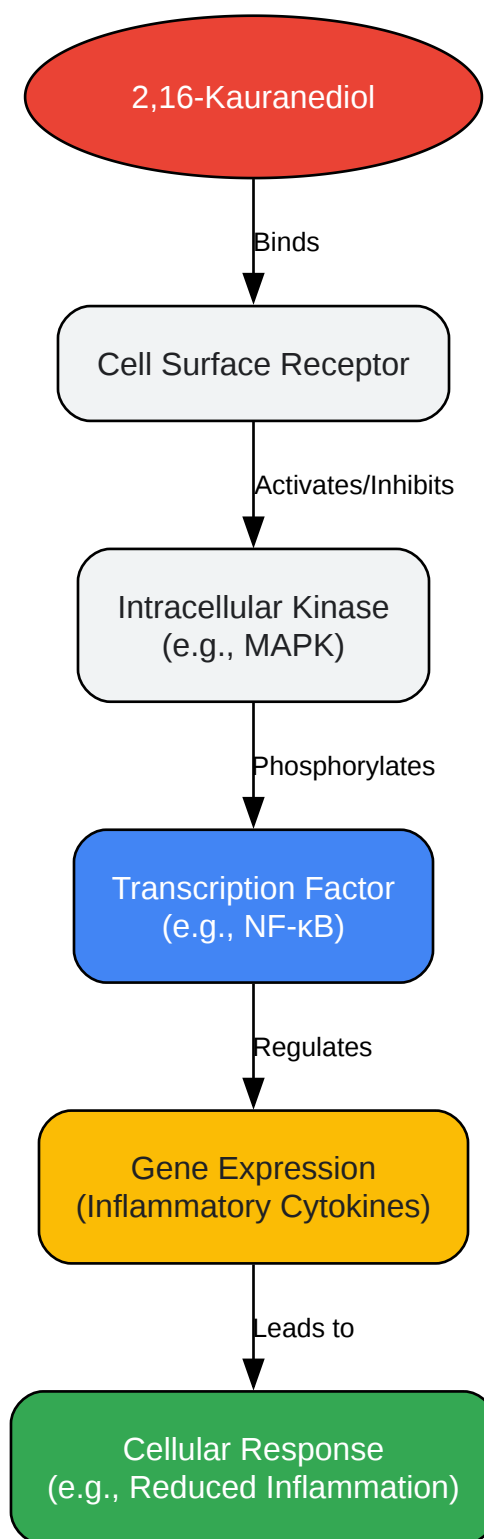 2,16-Kauranediol
Binds
Cell Surface Receptor
Activates/Inhibits
Intracellular Kinase
(e.g., MAPK)
Phosphorylates
Transcription Factor
(e.g., NF-κB)
Regulates
Gene Expression
(Inflammatory Cytokines)
Leads to
Cellular Response
(e.g., Reduced Inflammation)